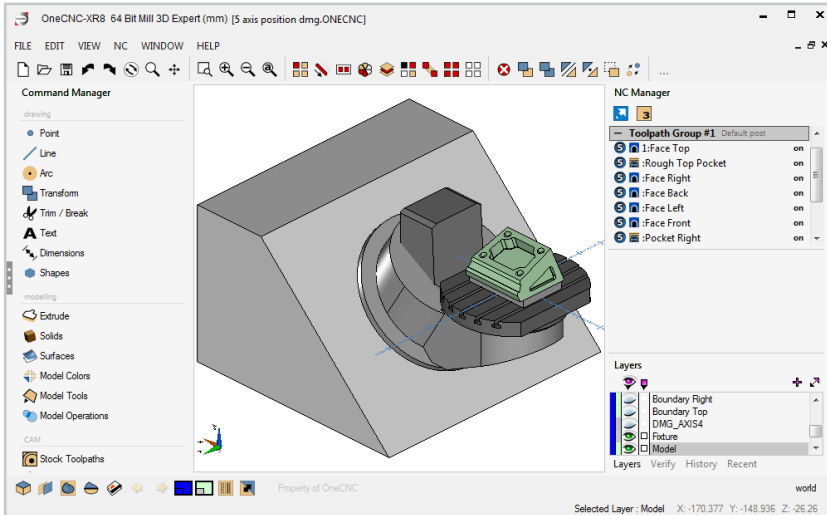 OneCNC-XR8 64 Bit Mill 3D Expert (mm) [5 axis position dmg.ONECNC]
FILE EDIT VIEW NC WINDOW HELP
Command Manager
drawing
Point
Line
Arc
Transform
Trim / Break
Text
Dimensions
Shapes
modelling
Extrude
Solids
Surfaces
Model Colors
Model Tools
Model Operations
CAM
Stock Toolpaths
NC Manager
3
Toolpath Group #1 Default post
1:Face Top on
:Rough Top Pocket on
:Face Right on
:Face Back on
:Face Left on
:Face Front on
:Pocket Right on
Layers
Boundary Right
Boundary Top
DMG_AXIS4
Fixture
Model
Layers Verify History Recent
Property of OneCNC
world
Selected Layer : Model X: -170.377 Y: -148.936 Z: -26.26